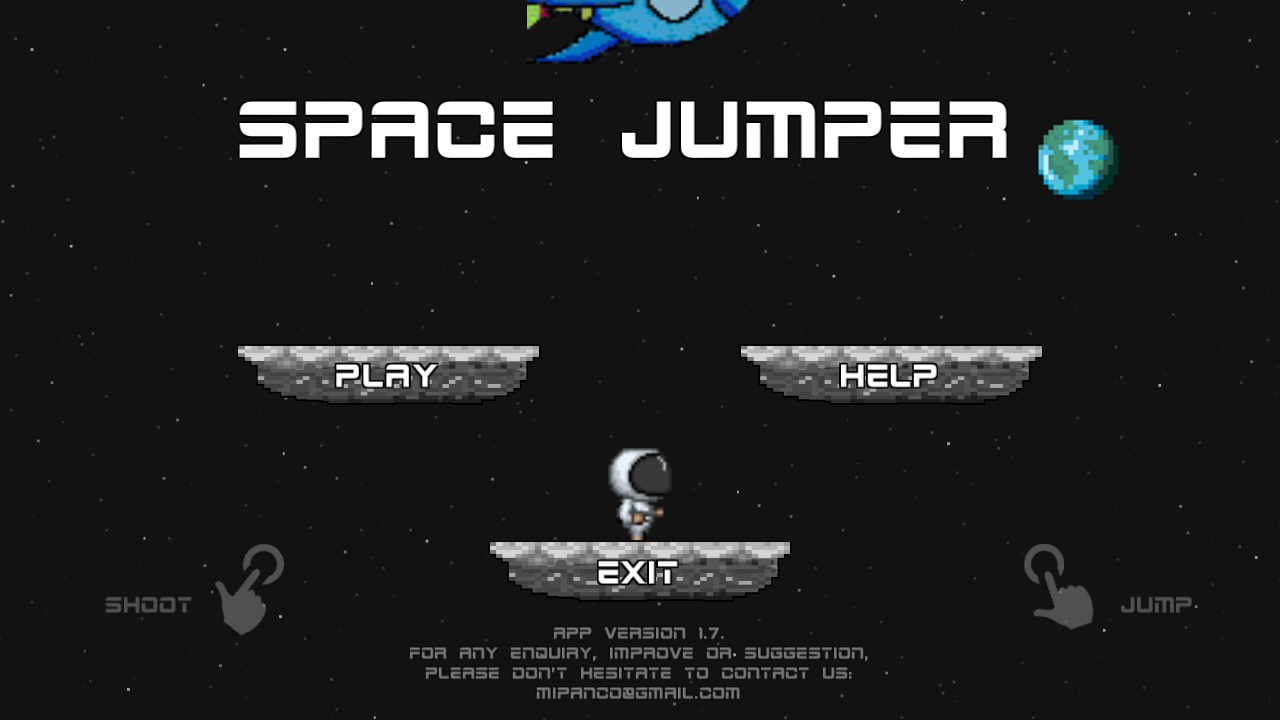 SPACE JUMPER
PLAY
HELP
EXIT
SHOOT
JUMP
APP VERSION 1.7.
FOR ANY ENQUIRY, IMPROVE OR SUGGESTION,
PLEASE DON'T HESITATE TO CONTACT US:
MIPANCO@GMAIL.COM